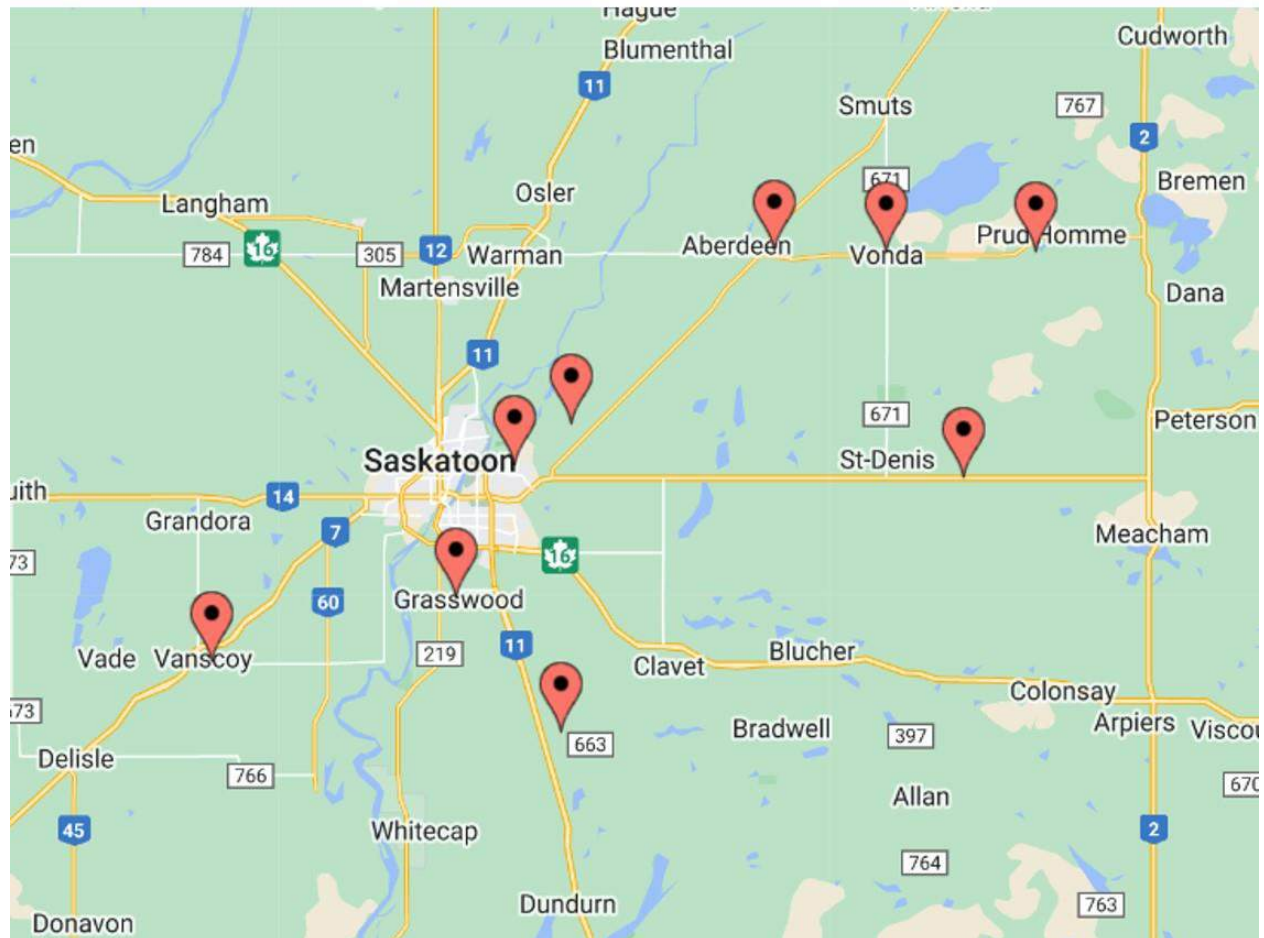 Hague
Blumenthal
Cudworth
11
Smuts
767
2
en
Bremen
671
Langham
Osler
Prud'Homme
Aberdeen
Vonda
784
16
305
12
Warman
Martensville
Dana
11
671
Peterson
St-Denis
Saskatoon
uith
14
Grandora
7
Meacham
16
73
60
Grasswood
219
11
Vade
Vanscoy
Clavet
Blucher
Colonsay
73
Arpiers
Viscou
Bradwell
397
663
Delisle
766
670
Allan
45
Whitecap
2
764
Dundurn
763
Donavon